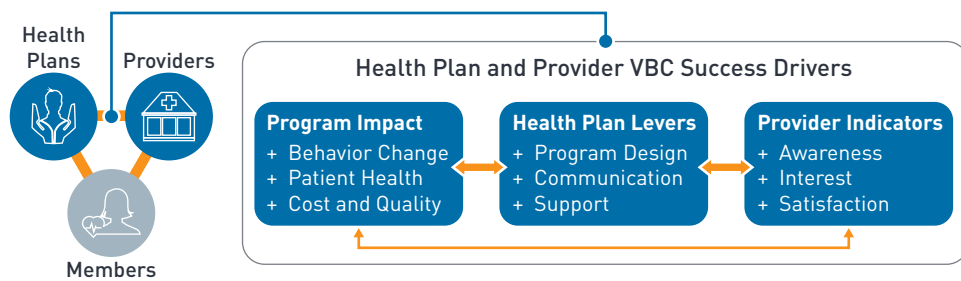 Health
Plans
Providers
Members
Health Plan and Provider VBC Success Drivers
Program Impact
+ Behavior Change
+ Patient Health
+ Cost and Quality
Health Plan Levers
+ Program Design
+ Communication
+ Support
Provider Indicators
+ Awareness
+ Interest
+ Satisfaction